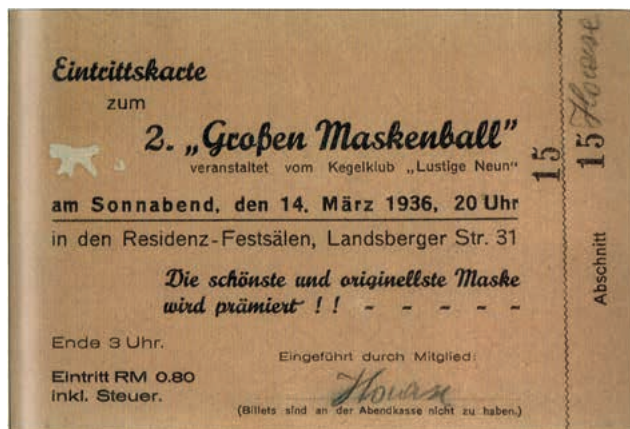 Eintrittskarte
zum
2. „Großen Maskenball"
veranstaltet vom Kegelklub „Lustige Neun"
am Sonnabend, den 14. März 1936, 20 Uhr
in den Residenz-Festsälen, Landsberger Str. 31
Die schönste und originellste Maske
wird prämiert ! ! - - - - -
Ende 3 Uhr.
Eintritt RM 0.80
inkl. Steuer.
Eingeführt durch Mitglied:
(Billets sind an der Abendkasse nicht zu haben.)
15
15
Abschnitt